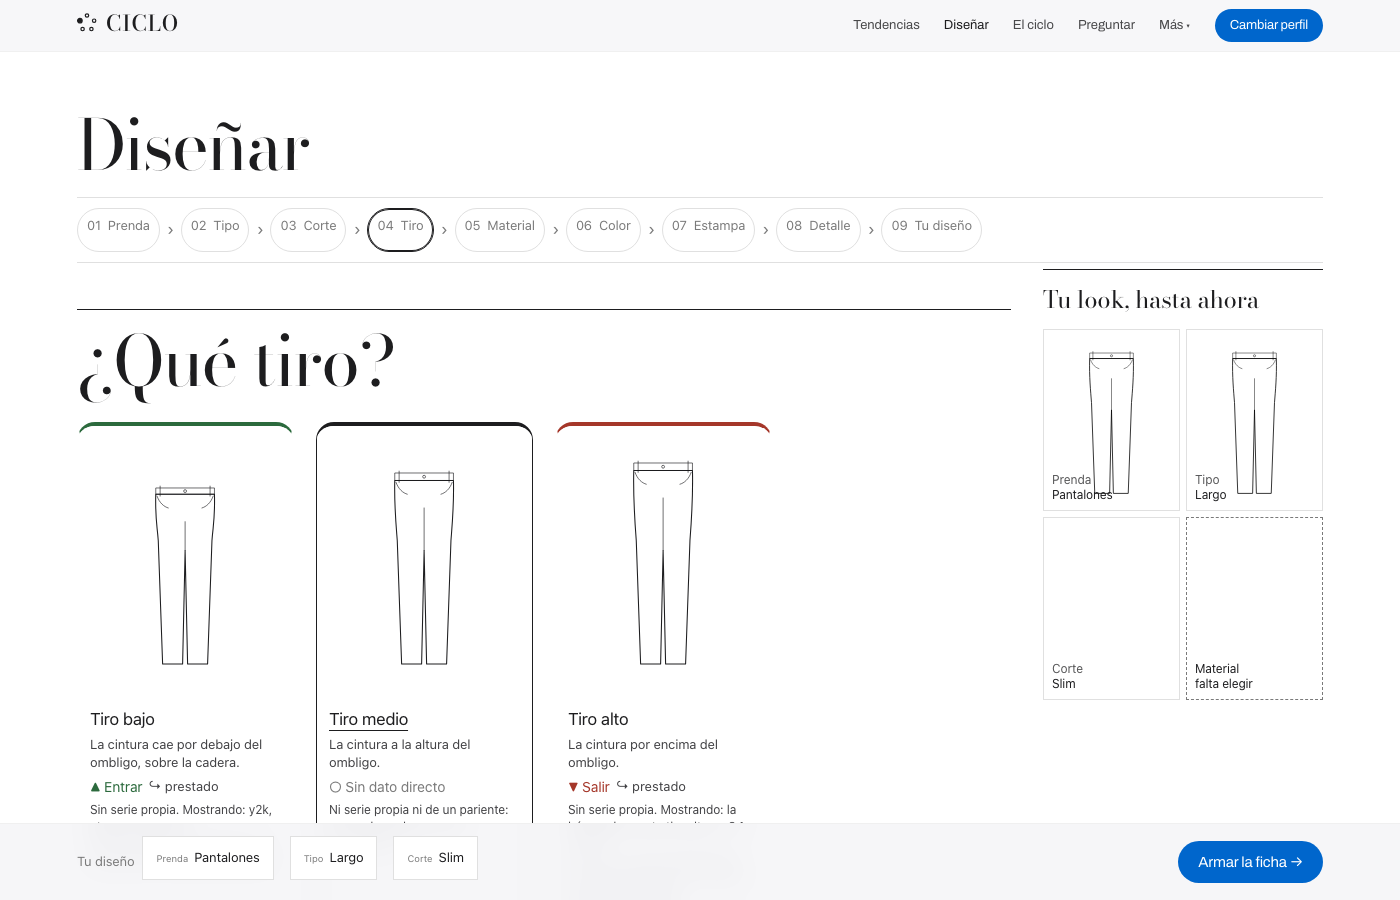 CICLO
Tendencias
Diseñar
El ciclo
Preguntar
Más
Cambiar perfil
Diseñar
01 Prenda › 02 Tipo › 03 Corte › 04 Tiro › 05 Material › 06 Color › 07 Estampa › 08 Detalle › 09 Tu diseño
¿Qué tiro?
Tiro bajo
La cintura cae por debajo del
ombligo, sobre la cadera.
▲ Entrar ↪ prestado
Sin serie propia. Mostrando: y2k,
Tiro medio
La cintura a la altura del
ombligo.
○ Sin dato directo
Ni serie propia ni de un pariente:
Tiro alto
La cintura por encima del
ombligo.
▼ Salir ↪ prestado
Sin serie propia. Mostrando: la
Tu look, hasta ahora
Prenda
Pantalones
Tipo
Largo
Corte
Slim
Material
falta elegir
Tu diseño
Prenda Pantalones
Tipo Largo
Corte Slim
Armar la ficha →